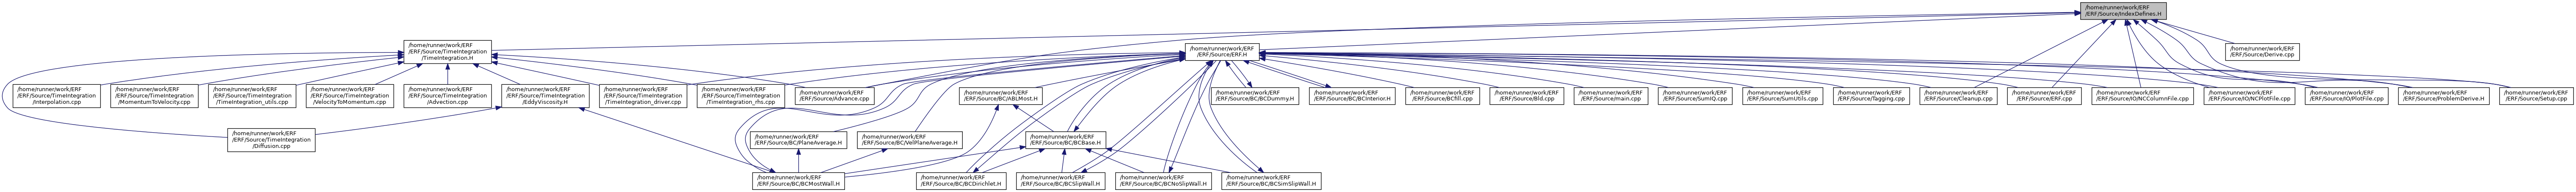 /home/runner/work/ERF
/ERF/Source/IndexDefines.H
/home/runner/work/ERF
/ERF/Source/TimeIntegration
/TimeIntegration.H
/home/runner/work/ERF
/ERF/Source/ERF.H
/home/runner/work/ERF
/ERF/Source/Derive.cpp
/home/runner/work/ERF
/ERF/Source/TimeIntegration
/Interpolation.cpp
/home/runner/work/ERF
/ERF/Source/TimeIntegration
/MomentumToVelocity.cpp
/home/runner/work/ERF
/ERF/Source/TimeIntegration
/TimeIntegration_utils.cpp
/home/runner/work/ERF
/ERF/Source/TimeIntegration
/VelocityToMomentum.cpp
/home/runner/work/ERF
/ERF/Source/TimeIntegration
/Advection.cpp
/home/runner/work/ERF
/ERF/Source/TimeIntegration
/EddyViscosity.H
/home/runner/work/ERF
/ERF/Source/TimeIntegration
/TimeIntegration_driver.cpp
/home/runner/work/ERF
/ERF/Source/TimeIntegration
/TimeIntegration_rhs.cpp
/home/runner/work/ERF
/ERF/Source/Advance.cpp
/home/runner/work/ERF
/ERF/Source/BC/ABLMost.H
/home/runner/work/ERF
/ERF/Source/BC/BCDummy.H
/home/runner/work/ERF
/ERF/Source/BC/BCInterior.H
/home/runner/work/ERF
/ERF/Source/BCfill.cpp
/home/runner/work/ERF
/ERF/Source/Bld.cpp
/home/runner/work/ERF
/ERF/Source/main.cpp
/home/runner/work/ERF
/ERF/Source/SumIQ.cpp
/home/runner/work/ERF
/ERF/Source/SumUtils.cpp
/home/runner/work/ERF
/ERF/Source/Tagging.cpp
/home/runner/work/ERF
/ERF/Source/Cleanup.cpp
/home/runner/work/ERF
/ERF/Source/ERF.cpp
/home/runner/work/ERF
/ERF/Source/IO/NCColumnFile.cpp
/home/runner/work/ERF
/ERF/Source/IO/NCPlotFile.cpp
/home/runner/work/ERF
/ERF/Source/IO/PlotFile.cpp
/home/runner/work/ERF
/ERF/Source/ProblemDerive.H
/home/runner/work/ERF
/ERF/Source/Setup.cpp
/home/runner/work/ERF
/ERF/Source/TimeIntegration
/Diffusion.cpp
/home/runner/work/ERF
/ERF/Source/BC/PlaneAverage.H
/home/runner/work/ERF
/ERF/Source/BC/VelPlaneAverage.H
/home/runner/work/ERF
/ERF/Source/BC/BCBase.H
/home/runner/work/ERF
/ERF/Source/BC/BCMostWall.H
/home/runner/work/ERF
/ERF/Source/BC/BCDirichlet.H
/home/runner/work/ERF
/ERF/Source/BC/BCSlipWall.H
/home/runner/work/ERF
/ERF/Source/BC/BCNoSlipWall.H
/home/runner/work/ERF
/ERF/Source/BC/BCSimSlipWall.H